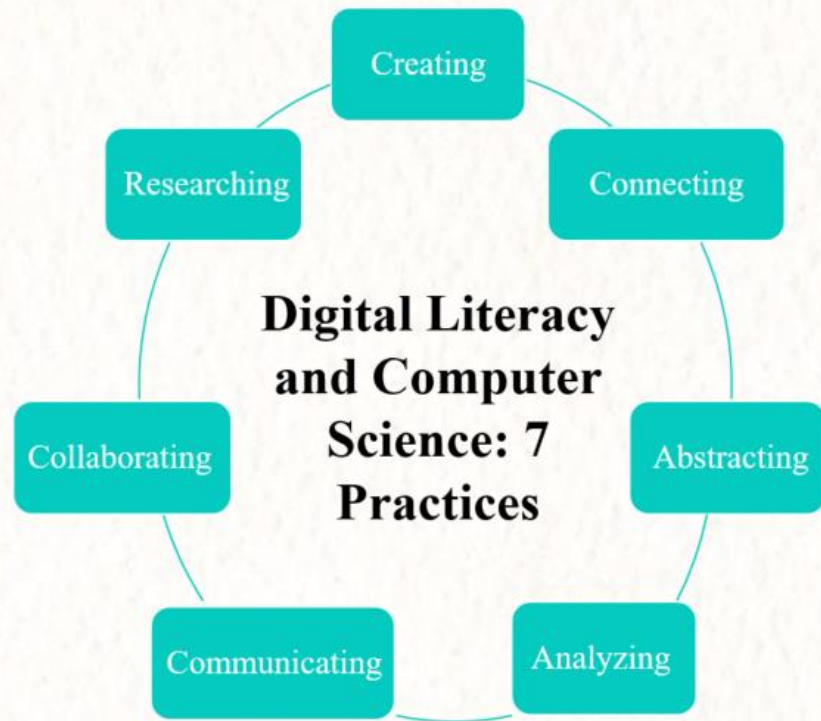 Creating
Connecting
Abstracting
Analyzing
Communicating
Collaborating
Researching
Digital Literacy
and Computer
Science: 7
Practices